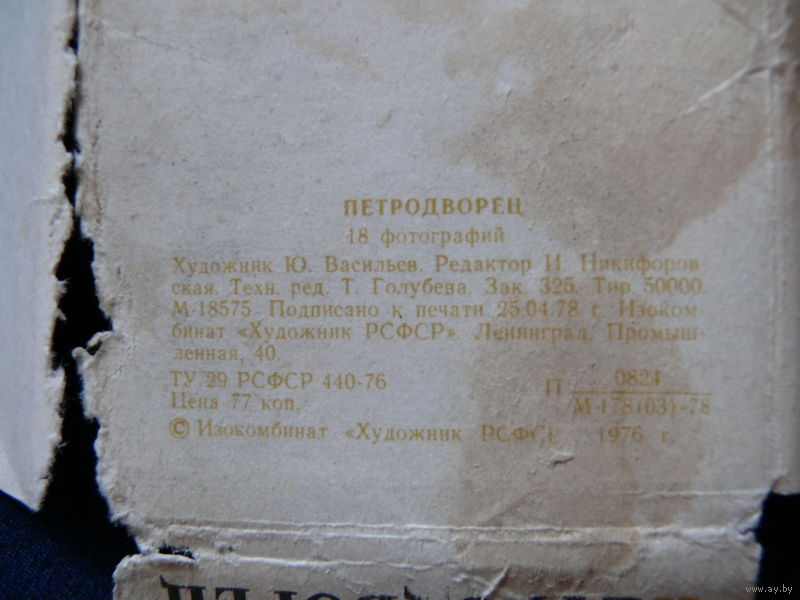 ПЕТРОДВОРЕЦ
18 фотографий
Художник Ю. Васильев. Редактор И. Никифоров-
ская. Техн. ред. Т. Голубева. Зак. 325. Тир. 50000.
М-18575. Подписано к печати 25.04.78 г. Изоком-
бинат «Художник РСФСР» Ленинград, Промыш-
ленная, 40.
ТУ 29 РСФСР 440-76
Цена 77 коп.
П 0824
М 178(03)-78
© Изокомбинат «Художник РСФСР 1976 г.
www.ay.by